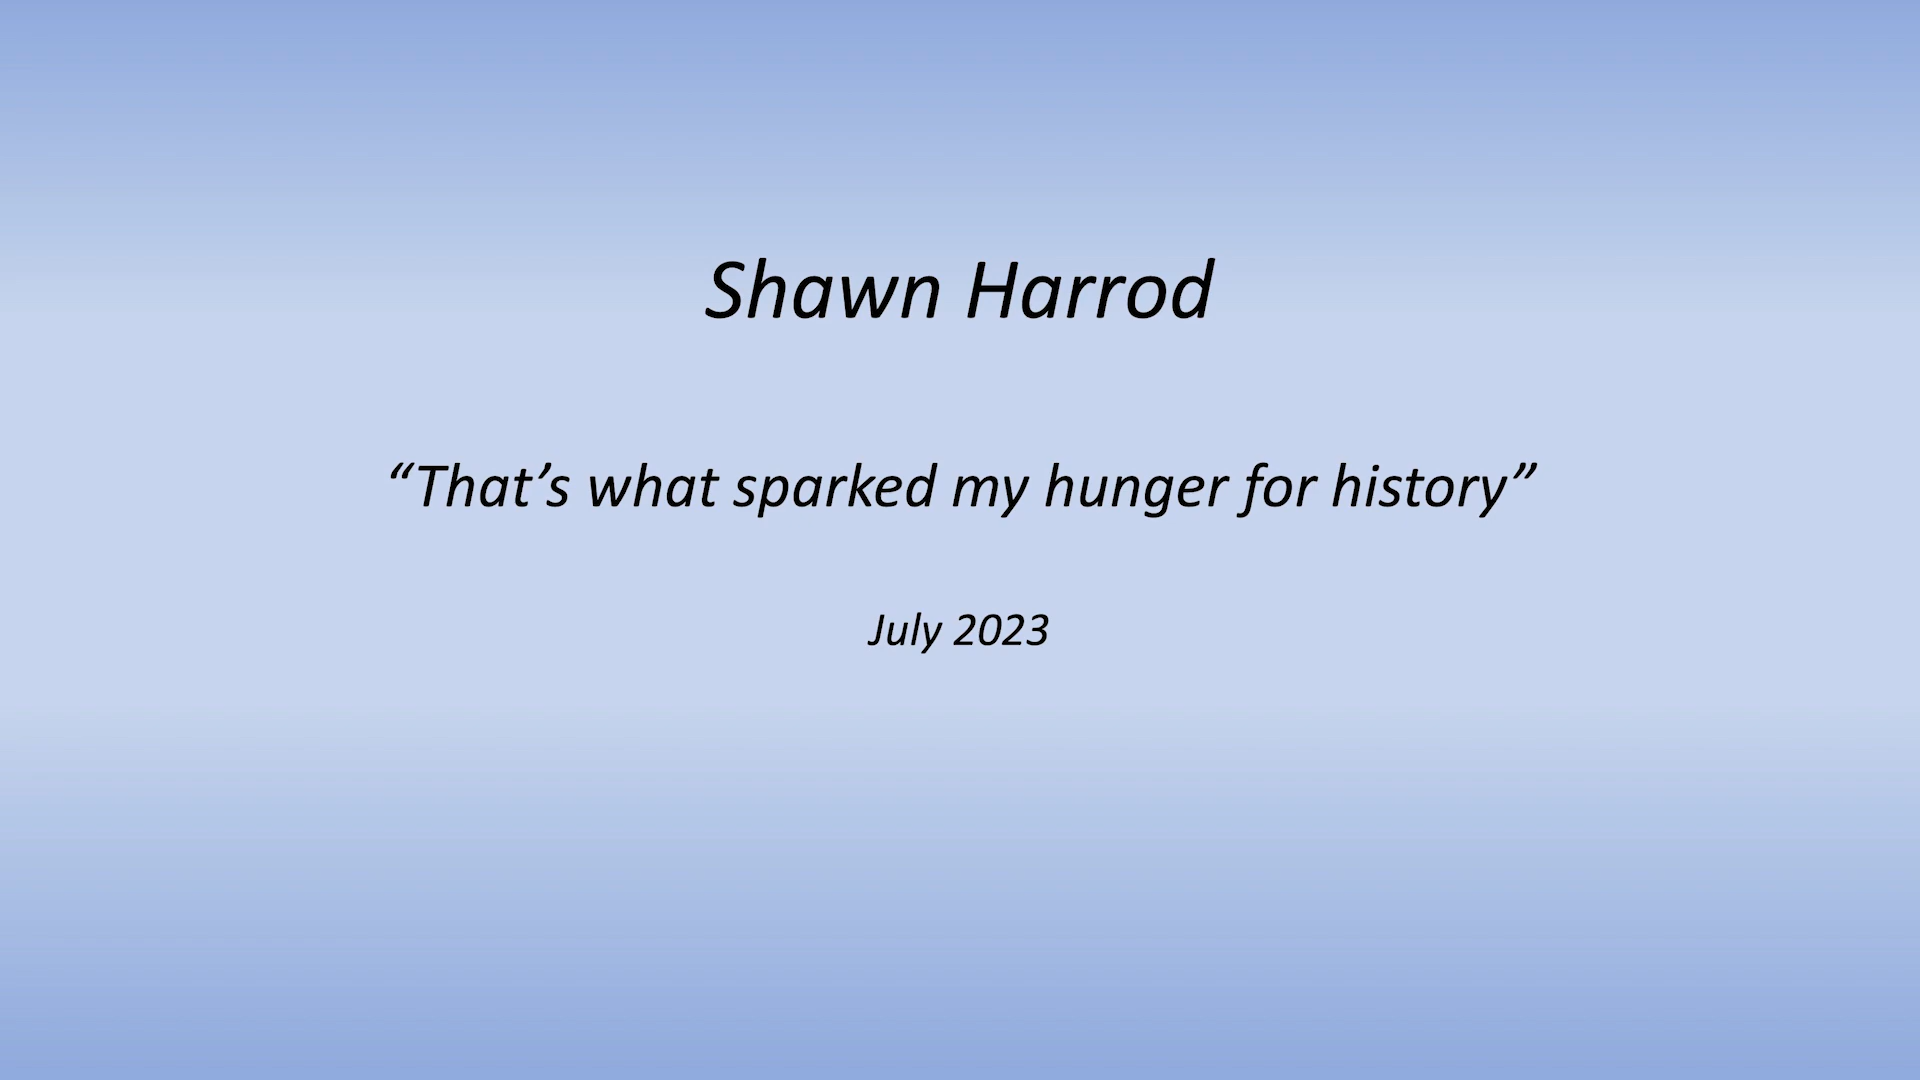 Shawn Harrod
“That’s what sparked my hunger for history”
July 2023